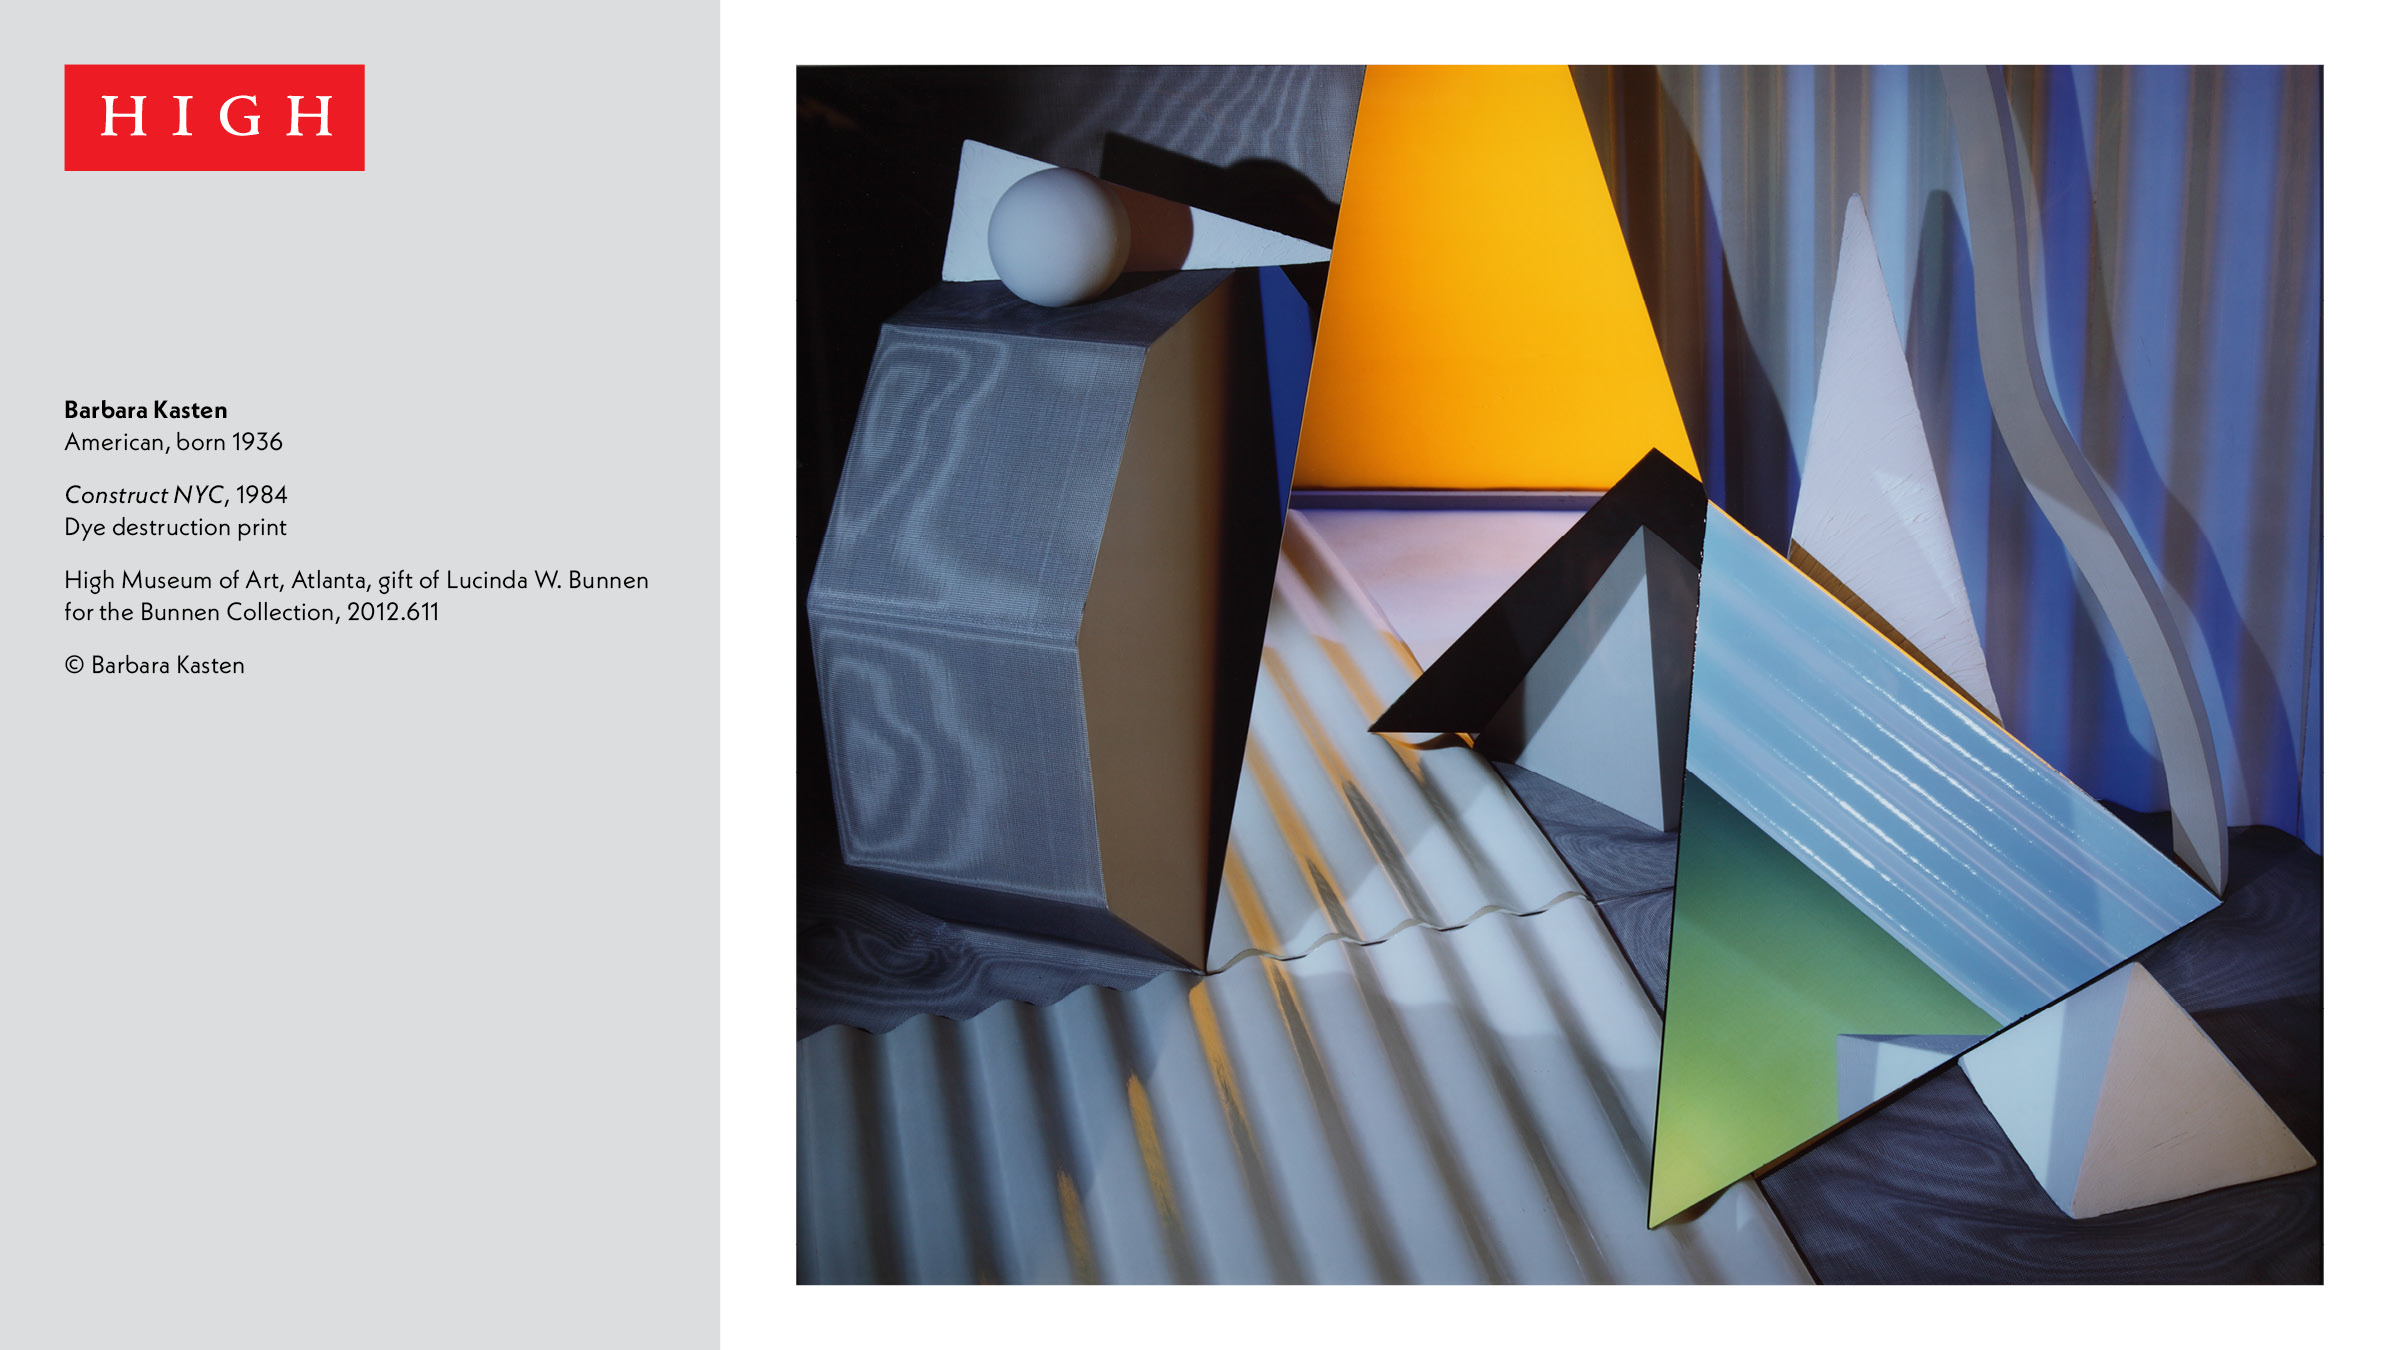 HIGH
Barbara Kasten
American, born 1936
Construct NYC, 1984
Dye destruction print
High Museum of Art, Atlanta, gift of Lucinda W. Bunnen
for the Bunnen Collection, 2012.611
© Barbara Kasten